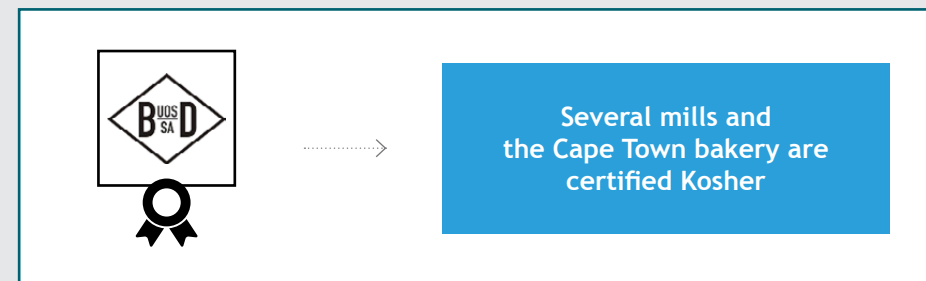 B UOS D
SA
Several mills and
the Cape Town bakery are
certified Kosher